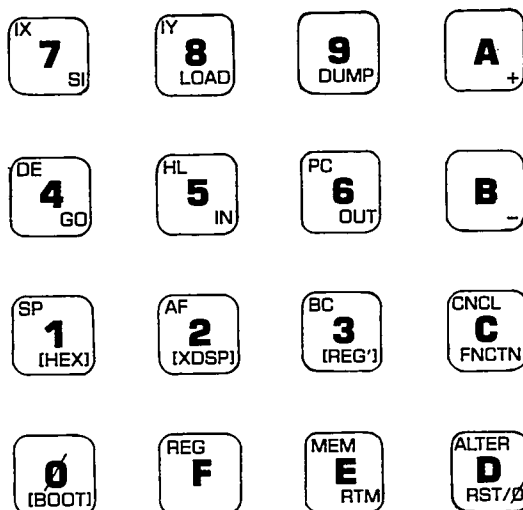 IX 7 SI
IY 8 LOAD
9 DUMP
A +
DE 4 GO
HL 5 IN
PC 6 OUT
B -
SP 1 [HEX]
AF 2 [XDSP]
BC 3 [REG']
CNCL C FNCTN
Ø [BOOT]
REG F
MEM E RTM
ALTER D RST/Ø